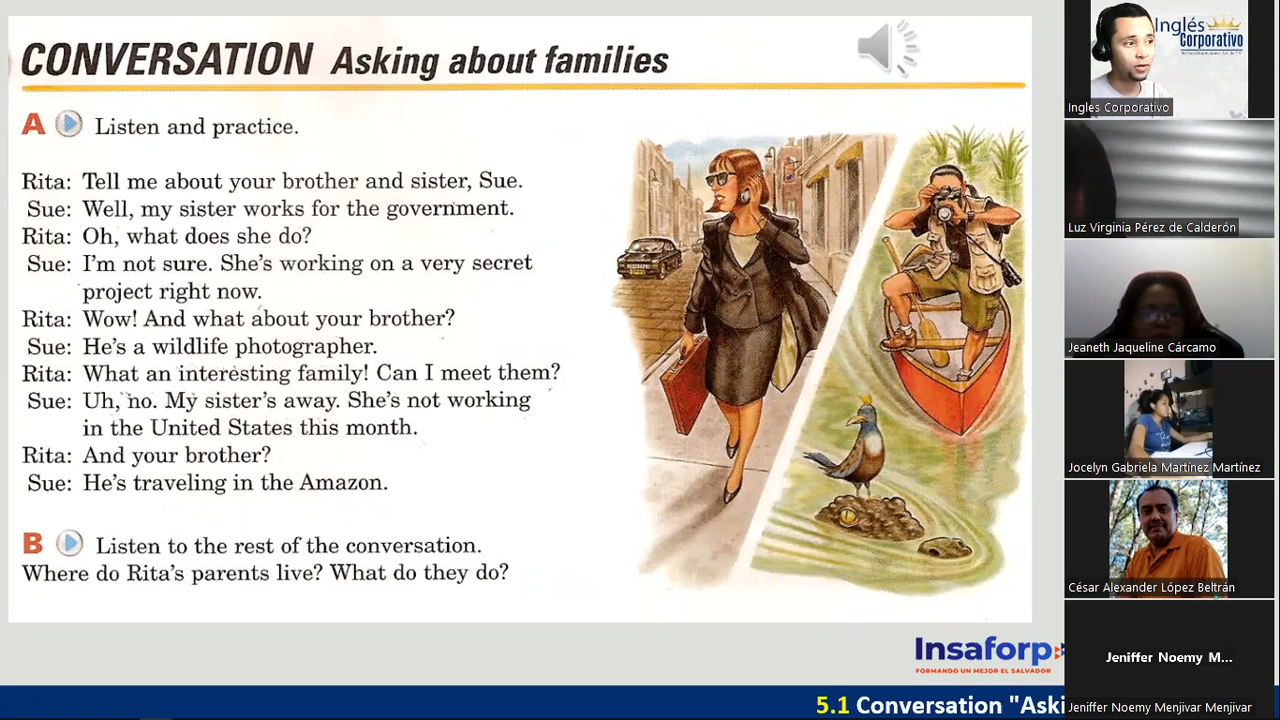 CONVERSATION Asking about families
A Listen and practice.
Rita: Tell me about your brother and sister, Sue.
Sue: Well, my sister works for the government.
Rita: Oh, what does she do?
Sue: I'm not sure. She's working on a very secret
project right now.
Rita: Wow! And what about your brother?
Sue: He's a wildlife photographer.
Rita: What an interesting family! Can I meet them?
Sue: Uh, no. My sister's away. She's not working
in the United States this month.
Rita: And your brother?
Sue: He's traveling in the Amazon.
B Listen to the rest of the conversation.
Where do Rita's parents live? What do they do?
Insaforp
FORMANDO UN MEJOR EL SALVADOR
5.1 Conversation "Aski
Inglés
Corporativo
Ingles Corporativo
Luz Virginia Pérez de Calderón
Jeaneth Jaqueline Cárcamo
Jocelyn Gabriela Martínez Martínez
César Alexander López Beltrán
Jeniffer Noemy M...
Jeniffer Noemy Menjivar Menjivar